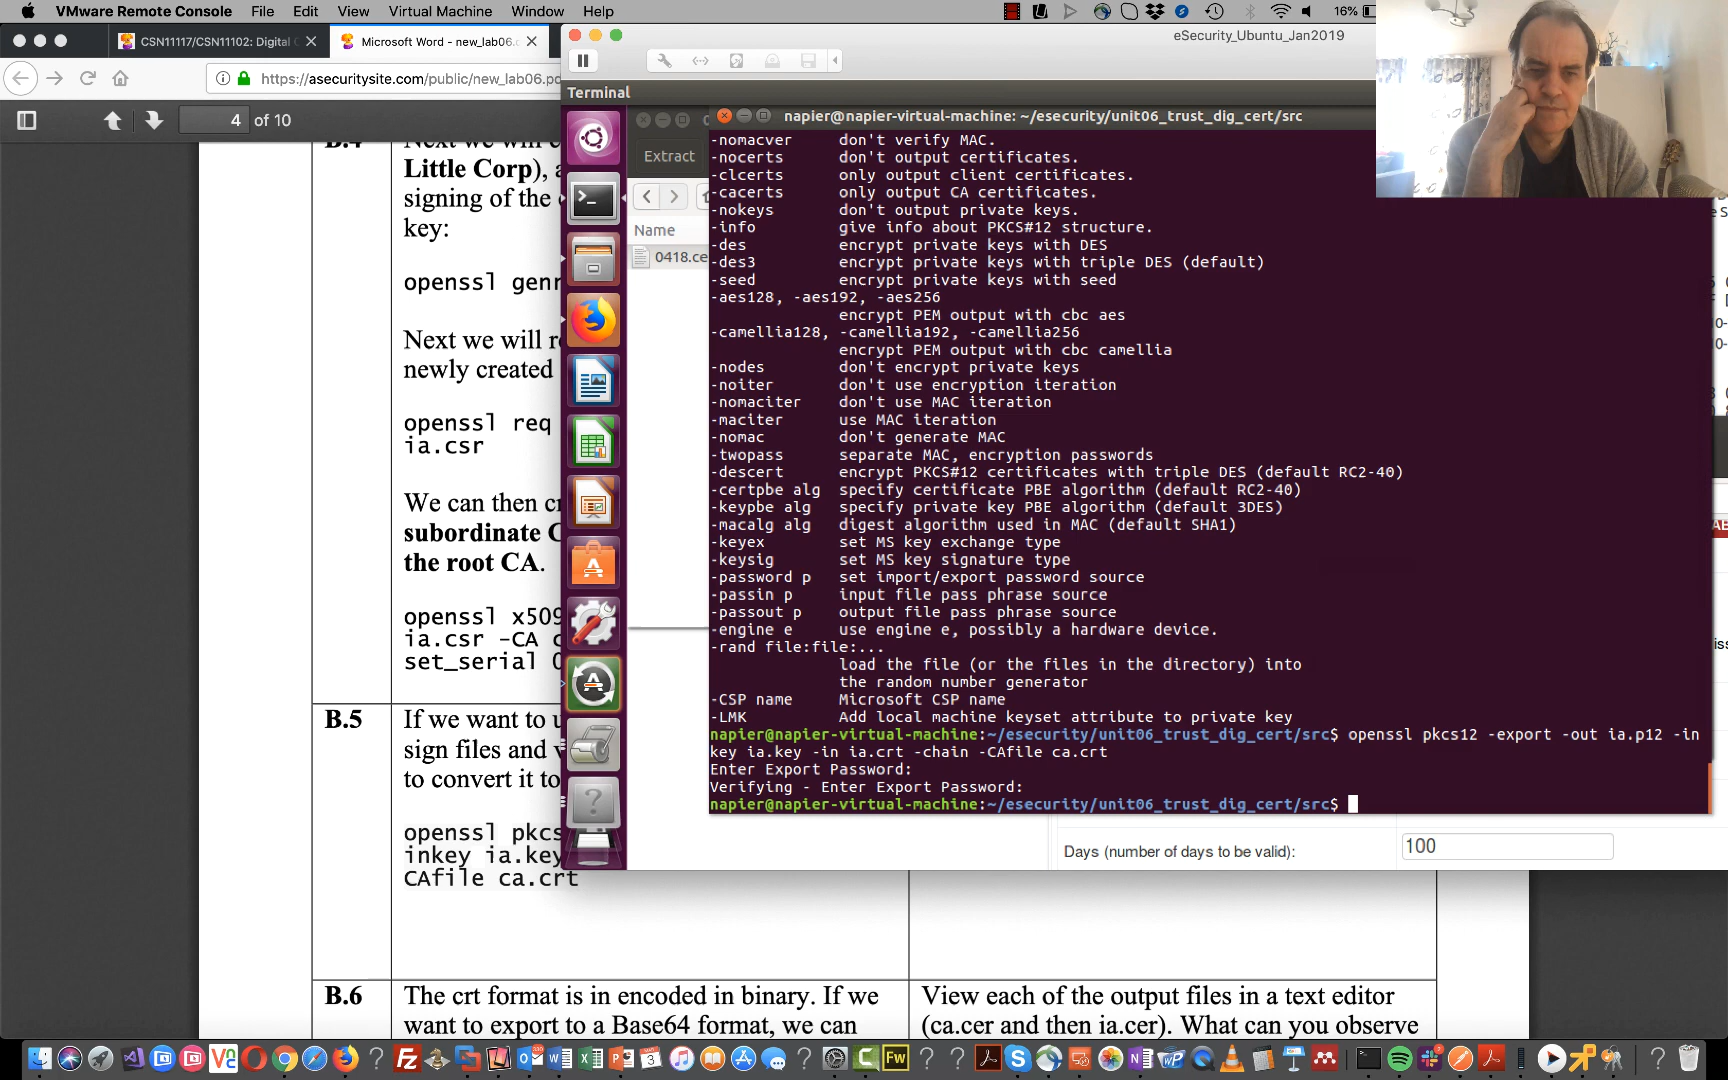 VMware Remote Console File Edit View Virtual Machine Window Help 16%
CSN11117/CSN11102: Digital
Microsoft Word - new_lab06.
https://asecuritysite.com/public/new_lab06.pd
4 of 10
eSecurity_Ubuntu_Jan2019
Terminal
napier@napier-virtual-machine: ~/esecurity/unit06_trust_dig_cert/src
Extract
Name
0418.ce
-nomacver don't verify MAC.
-nocerts don't output certificates.
-clcerts only output client certificates.
-cacerts only output CA certificates.
-nokeys don't output private keys.
-info give info about PKCS#12 structure.
-des encrypt private keys with DES
-des3 encrypt private keys with triple DES (default)
-seed encrypt private keys with seed
-aes128, -aes192, -aes256
encrypt PEM output with cbc aes
-camellia128, -camellia192, -camellia256
encrypt PEM output with cbc camellia
-nodes don't encrypt private keys
-noiter don't use encryption iteration
-nomaciter don't use MAC iteration
-maciter use MAC iteration
-nomac don't generate MAC
-twopass separate MAC, encryption passwords
-descert encrypt PKCS#12 certificates with triple DES (default RC2-40)
-certpbe alg specify certificate PBE algorithm (default RC2-40)
-keypbe alg specify private key PBE algorithm (default 3DES)
-macalg alg digest algorithm used in MAC (default SHA1)
-keyex set MS key exchange type
-keysig set MS key signature type
-password p set import/export password source
-passin p input file pass phrase source
-passout p output file pass phrase source
-engine e use engine e, possibly a hardware device.
-rand file:file:...
load the file (or the files in the directory) into
the random number generator
-CSP name Microsoft CSP name
-LMK Add local machine keyset attribute to private key
napier@napier-virtual-machine:~/esecurity/unit06_trust_dig_cert/src$ openssl pkcs12 -export -out ia.p12 -in
key ia.key -in ia.crt -chain -CAfile ca.crt
Enter Export Password:
Verifying - Enter Export Password:
napier@napier-virtual-machine:~/esecurity/unit06_trust_dig_cert/src$
Days (number of days to be valid): 100
B.4 Next we will
Little Corp), a
signing of the
key:
openssl genr
Next we will r
newly created
openssl req
ia.csr
We can then cr
subordinate C
the root CA.
openssl x509
ia.csr -CA c
set_serial 0
B.5 If we want to u
sign files and v
to convert it to
openssl pkcs
inkey ia.key
CAfile ca.crt
B.6 The crt format is in encoded in binary. If we
want to export to a Base64 format, we can
View each of the output files in a text editor
(ca.cer and then ia.cer). What can you observe